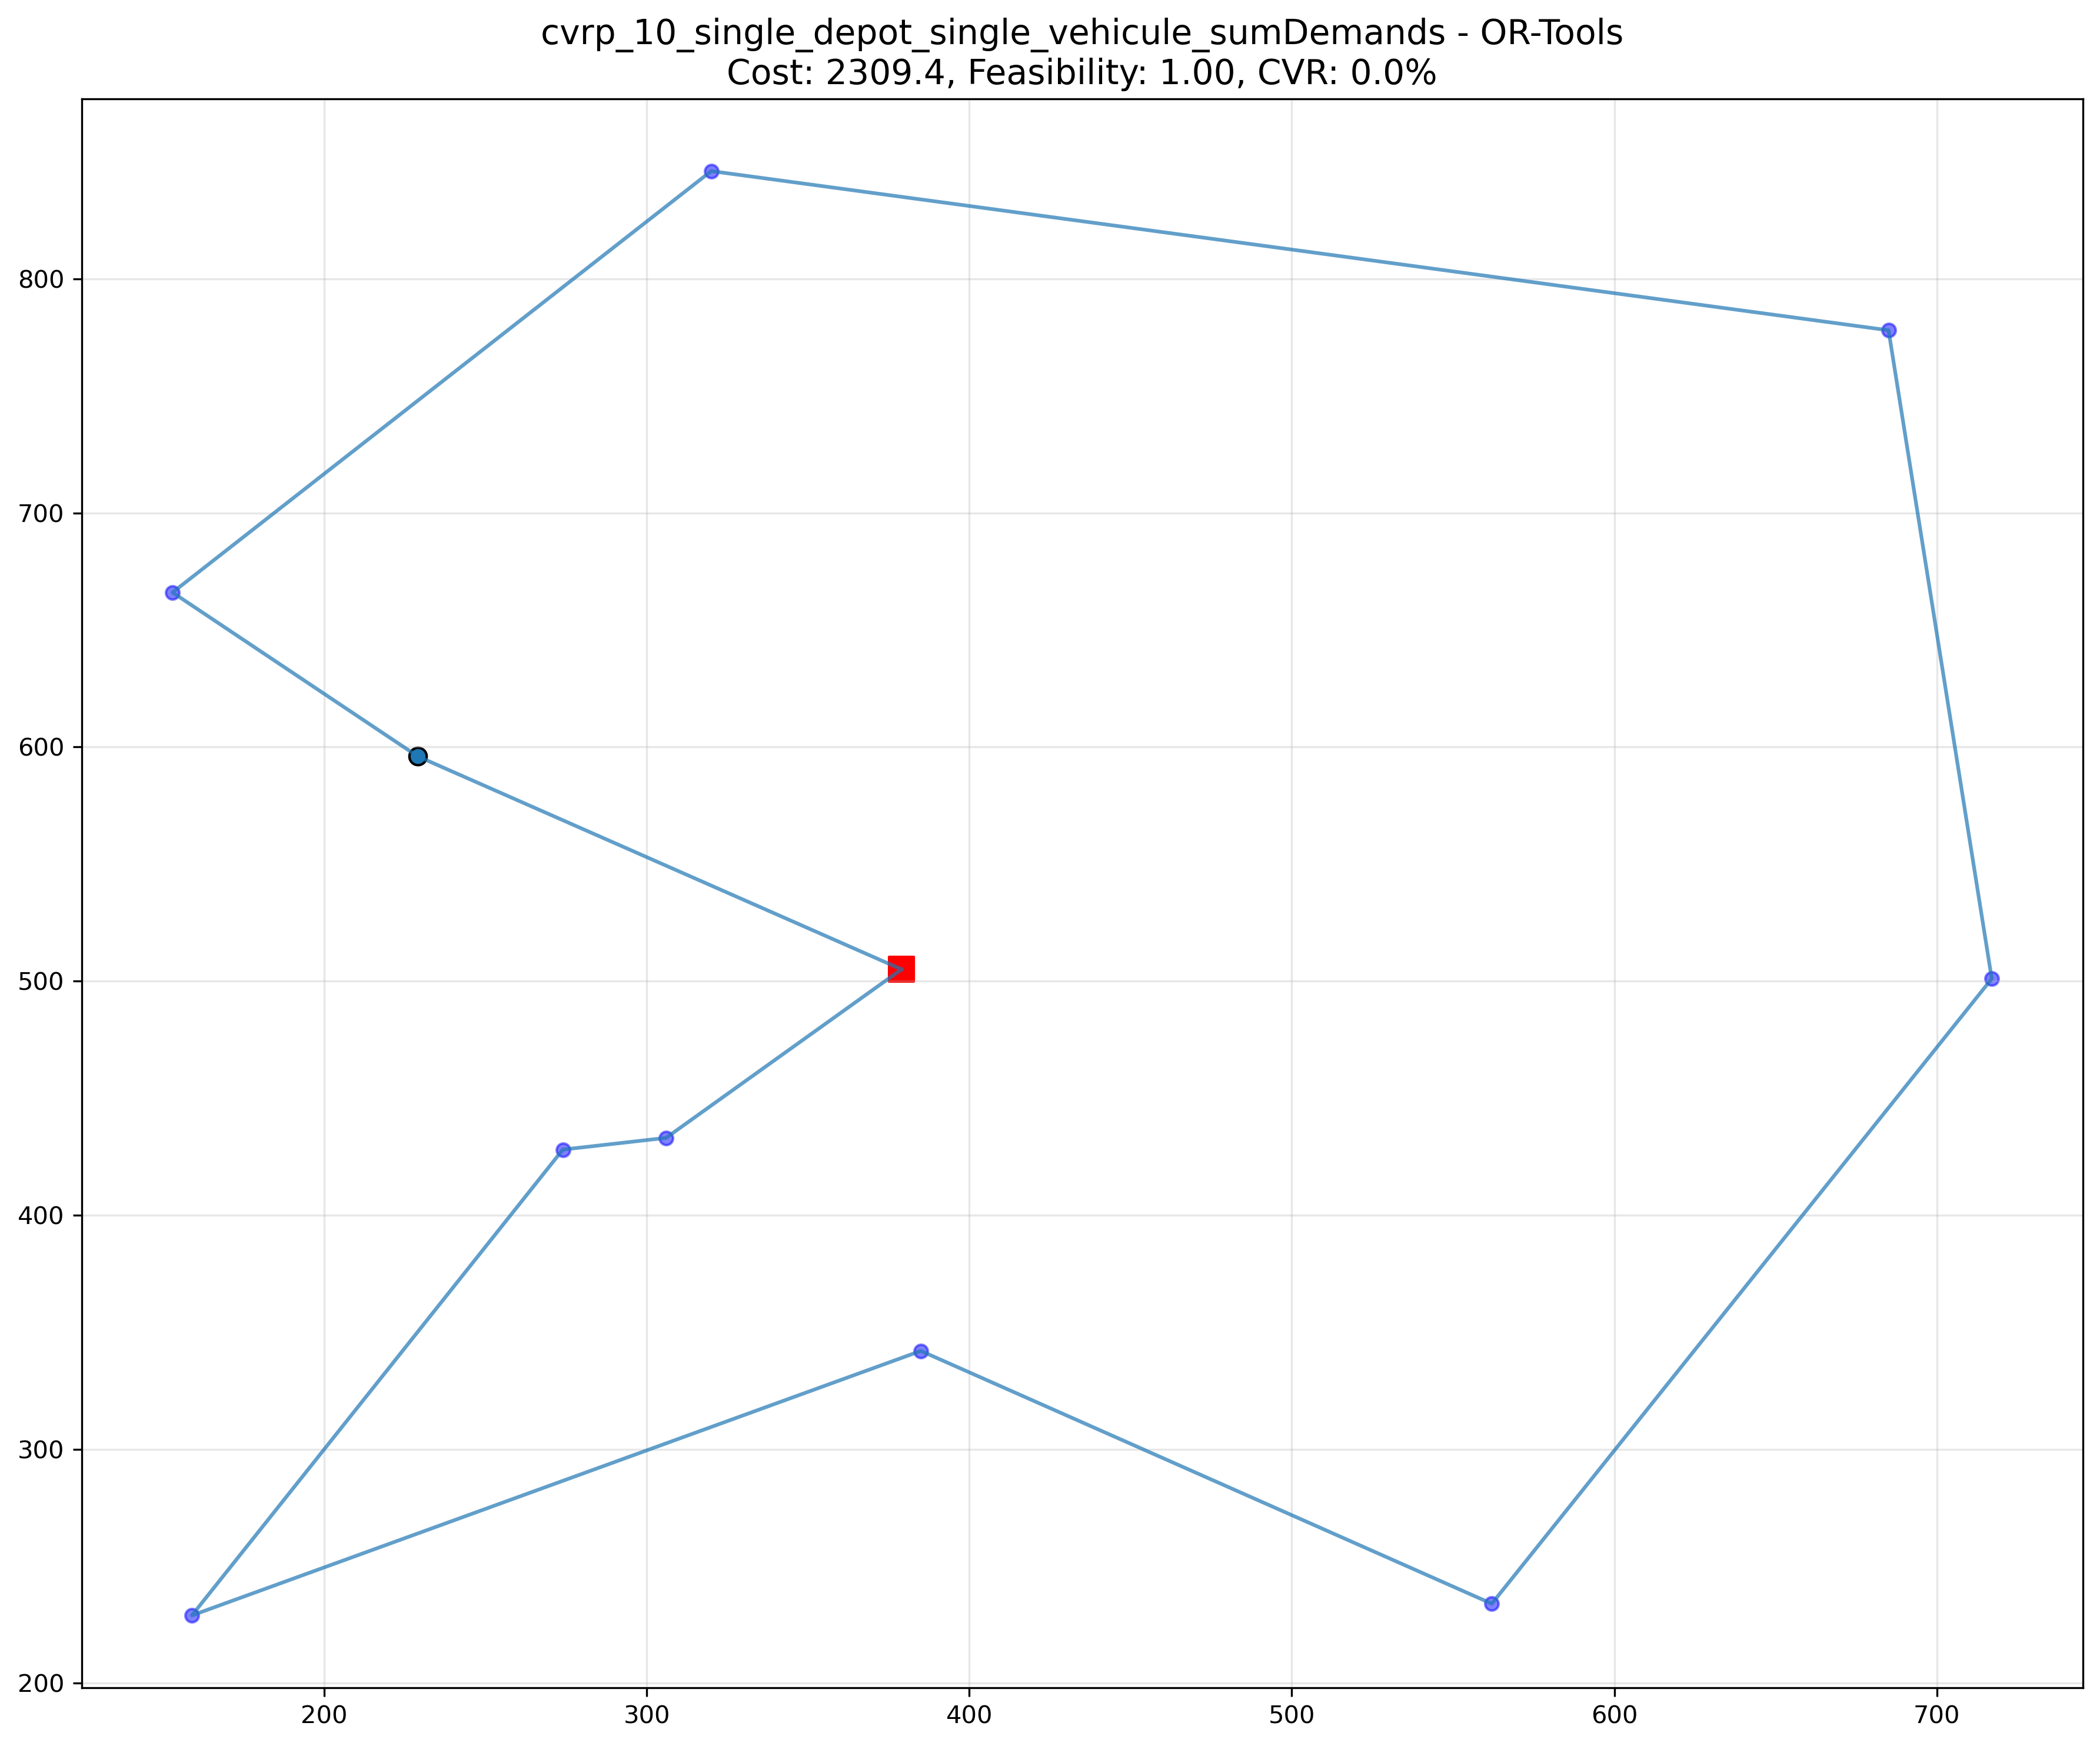 cvrp_10_single_depot_single_vehicule_sumDemands - OR-Tools
Cost: 2309.4, Feasibility: 1.00, CVR: 0.0%
800
700
600
500
400
300
200
200 300 400 500 600 700